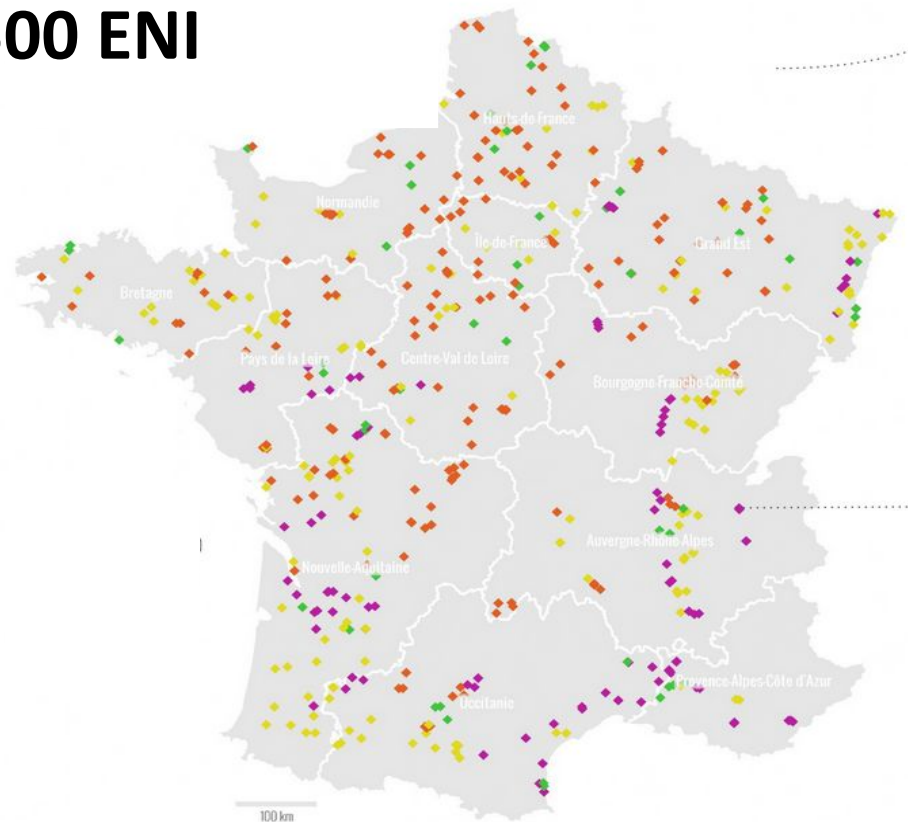 00 ENI
Hauts-de-France
Normandie
Île-de-France
Grand Est
Bretagne
Pays de la Loire
Centre-Val de Loire
Bourgogne Franche-Comté
Auvergne-Rhône-Alpes
Nouvelle-Aquitaine
Provence-Alpes-Côte d'Azur
Occitanie
100 km